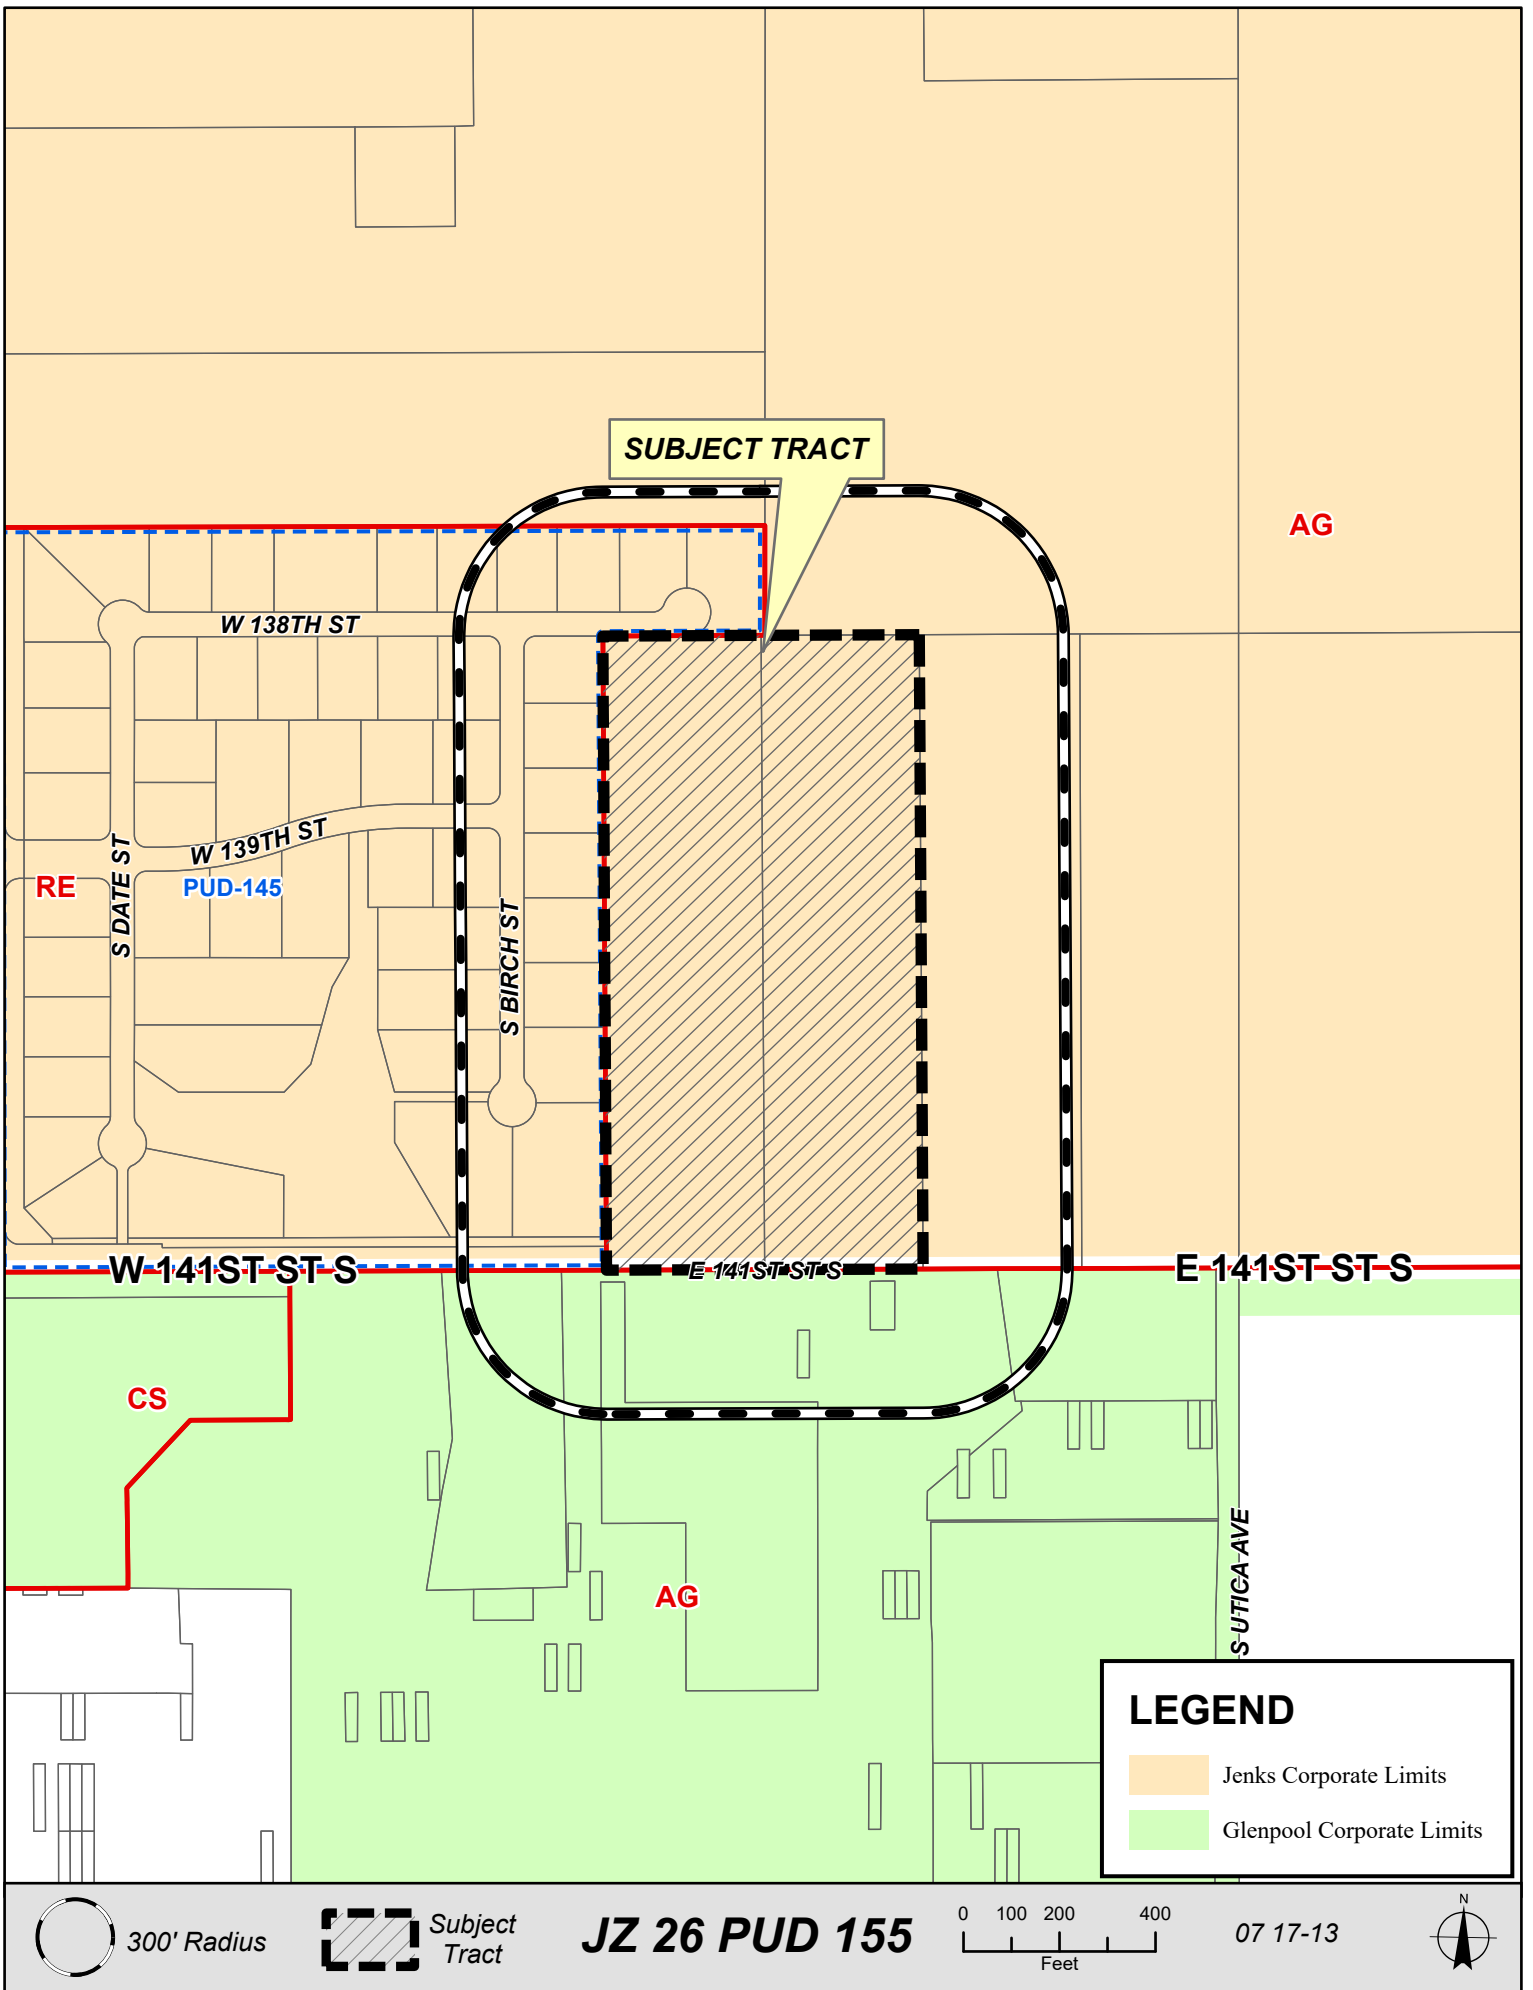 SUBJECT TRACT
AG
W 138TH ST
W 139TH ST
RE
PUD-145
S DATE ST
S BIRCH ST
W 141ST ST S
E 141ST ST S
E 141ST ST S
CS
AG
S UTICA AVE
LEGEND
Jenks Corporate Limits
Glenpool Corporate Limits
300' Radius
Subject
Tract
JZ 26 PUD 155
0 100 200 400
Feet
07 17-13
N